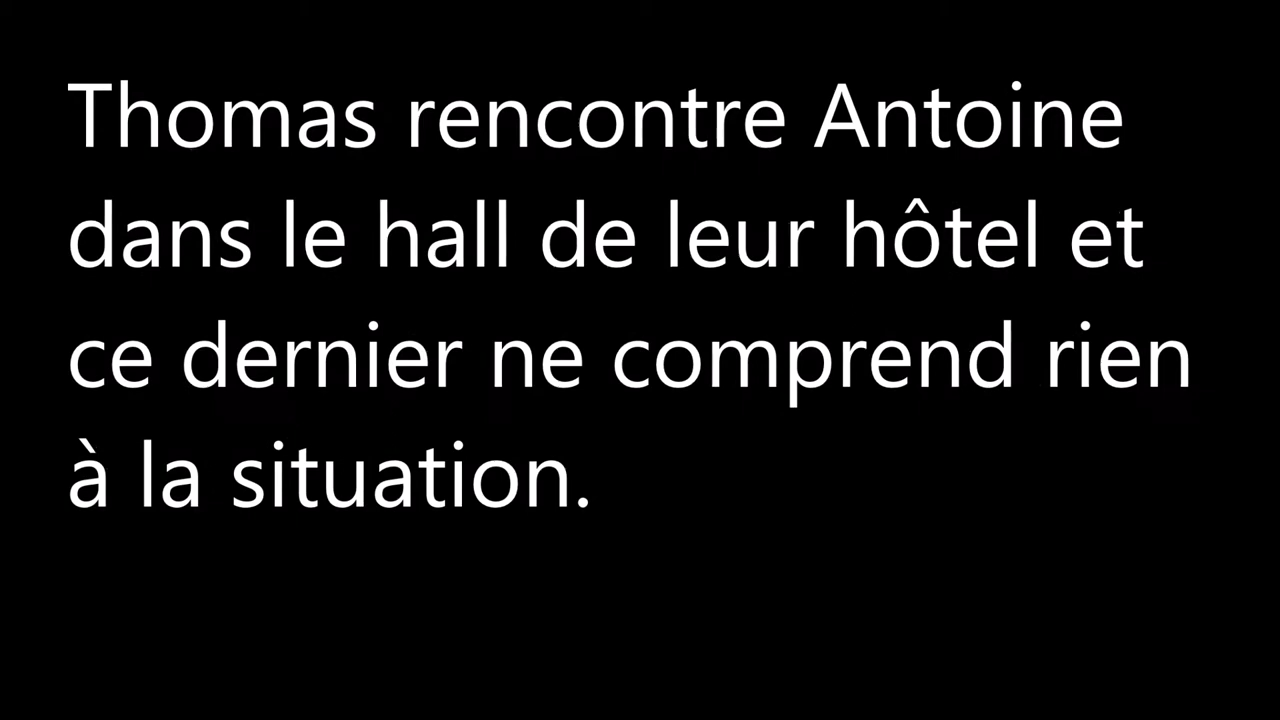 Thomas rencontre Antoine
dans le hall de leur hôtel et
ce dernier ne comprend rien
à la situation.